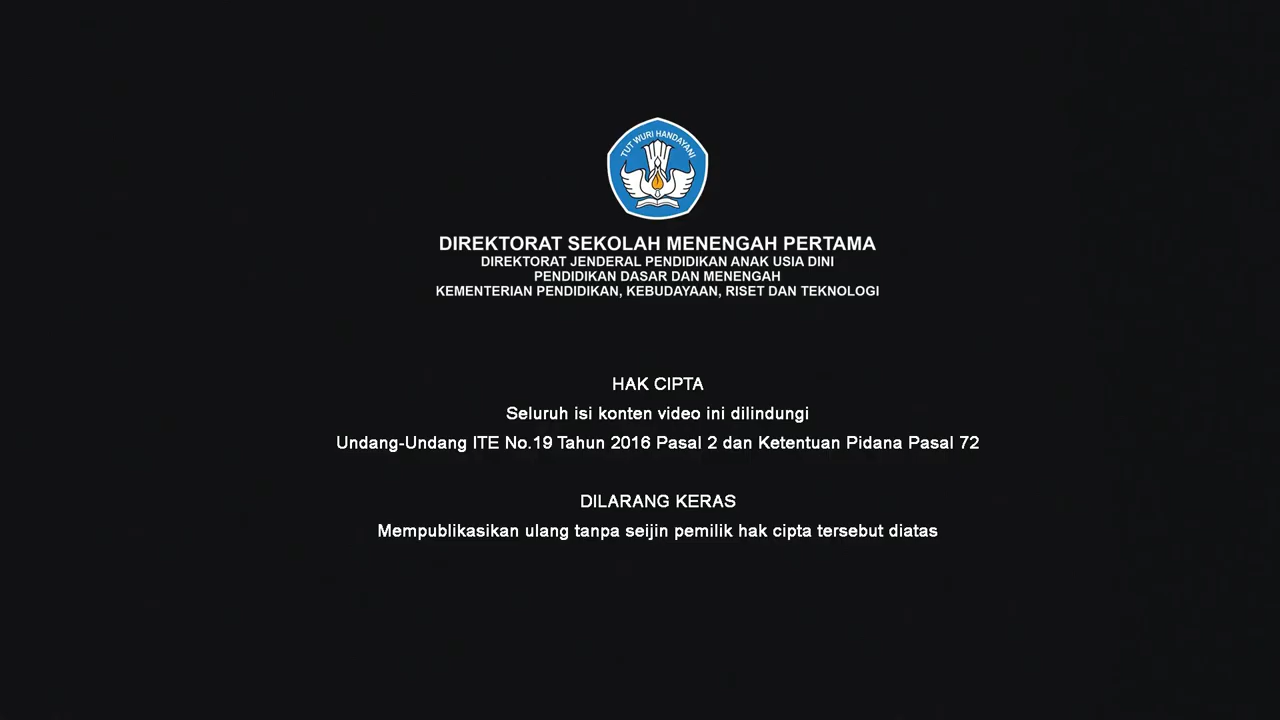 TUT WURI HANDAYANI
DIREKTORAT SEKOLAH MENENGAH PERTAMA
DIREKTORAT JENDERAL PENDIDIKAN ANAK USIA DINI
PENDIDIKAN DASAR DAN MENENGAH
KEMENTERIAN PENDIDIKAN, KEBUDAYAAN, RISET DAN TEKNOLOGI
HAK CIPTA
Seluruh isi konten video ini dilindungi
Undang-Undang ITE No.19 Tahun 2016 Pasal 2 dan Ketentuan Pidana Pasal 72
DILARANG KERAS
Mempublikasikan ulang tanpa seijin pemilik hak cipta tersebut diatas